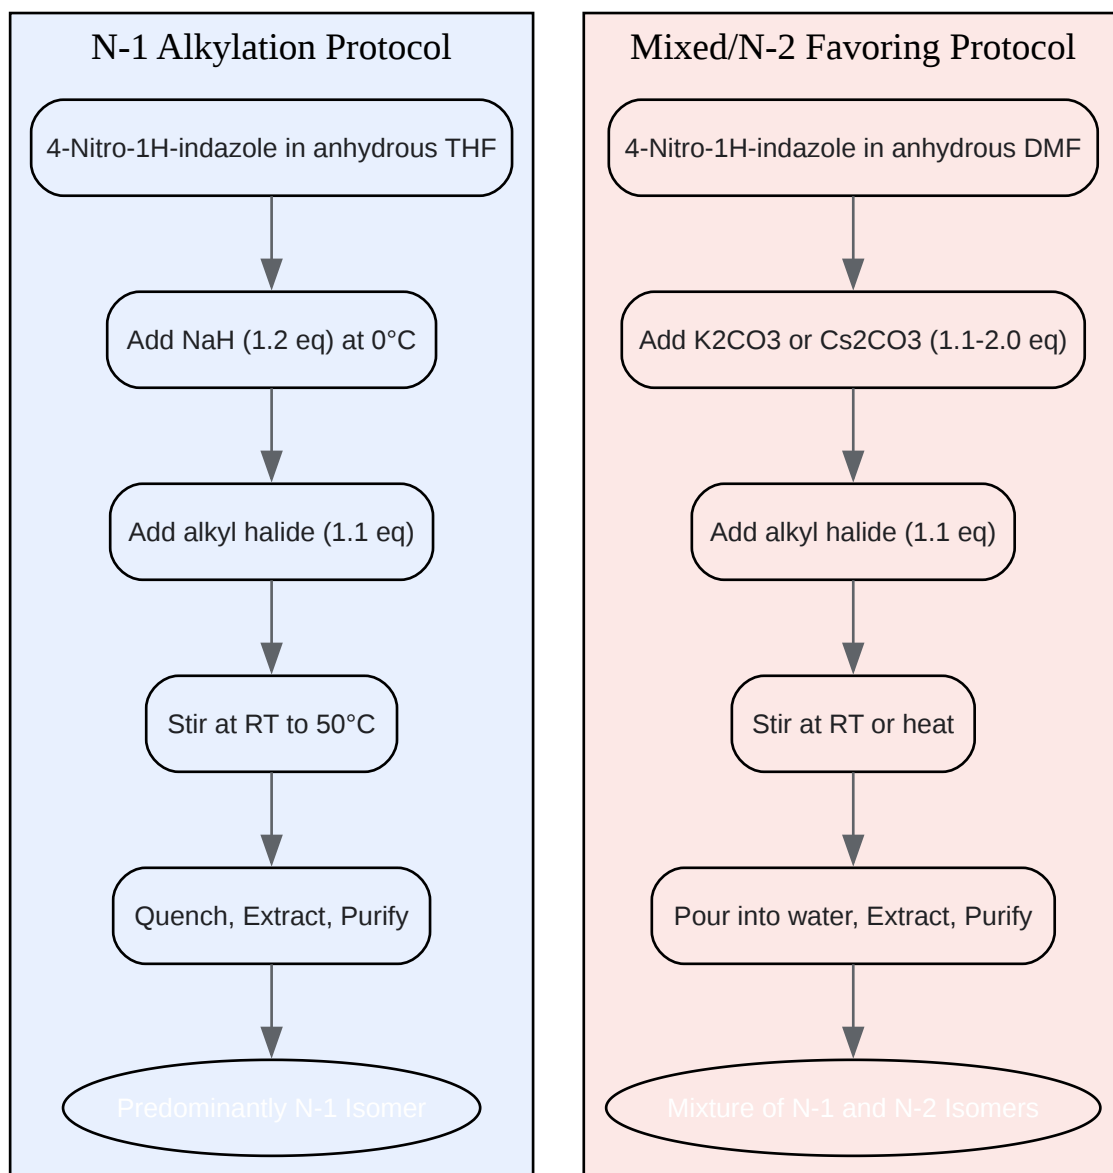 N-1 Alkylation Protocol
4-Nitro-1H-indazole in anhydrous THF
Add NaH (1.2 eq) at 0°C
Add alkyl halide (1.1 eq)
Stir at RT to 50°C
Quench, Extract, Purify
Predominantly N-1 Isomer
Mixed/N-2 Favoring Protocol
4-Nitro-1H-indazole in anhydrous DMF
Add K2CO3 or Cs2CO3 (1.1-2.0 eq)
Add alkyl halide (1.1 eq)
Stir at RT or heat
Pour into water, Extract, Purify
Mixture of N-1 and N-2 Isomers